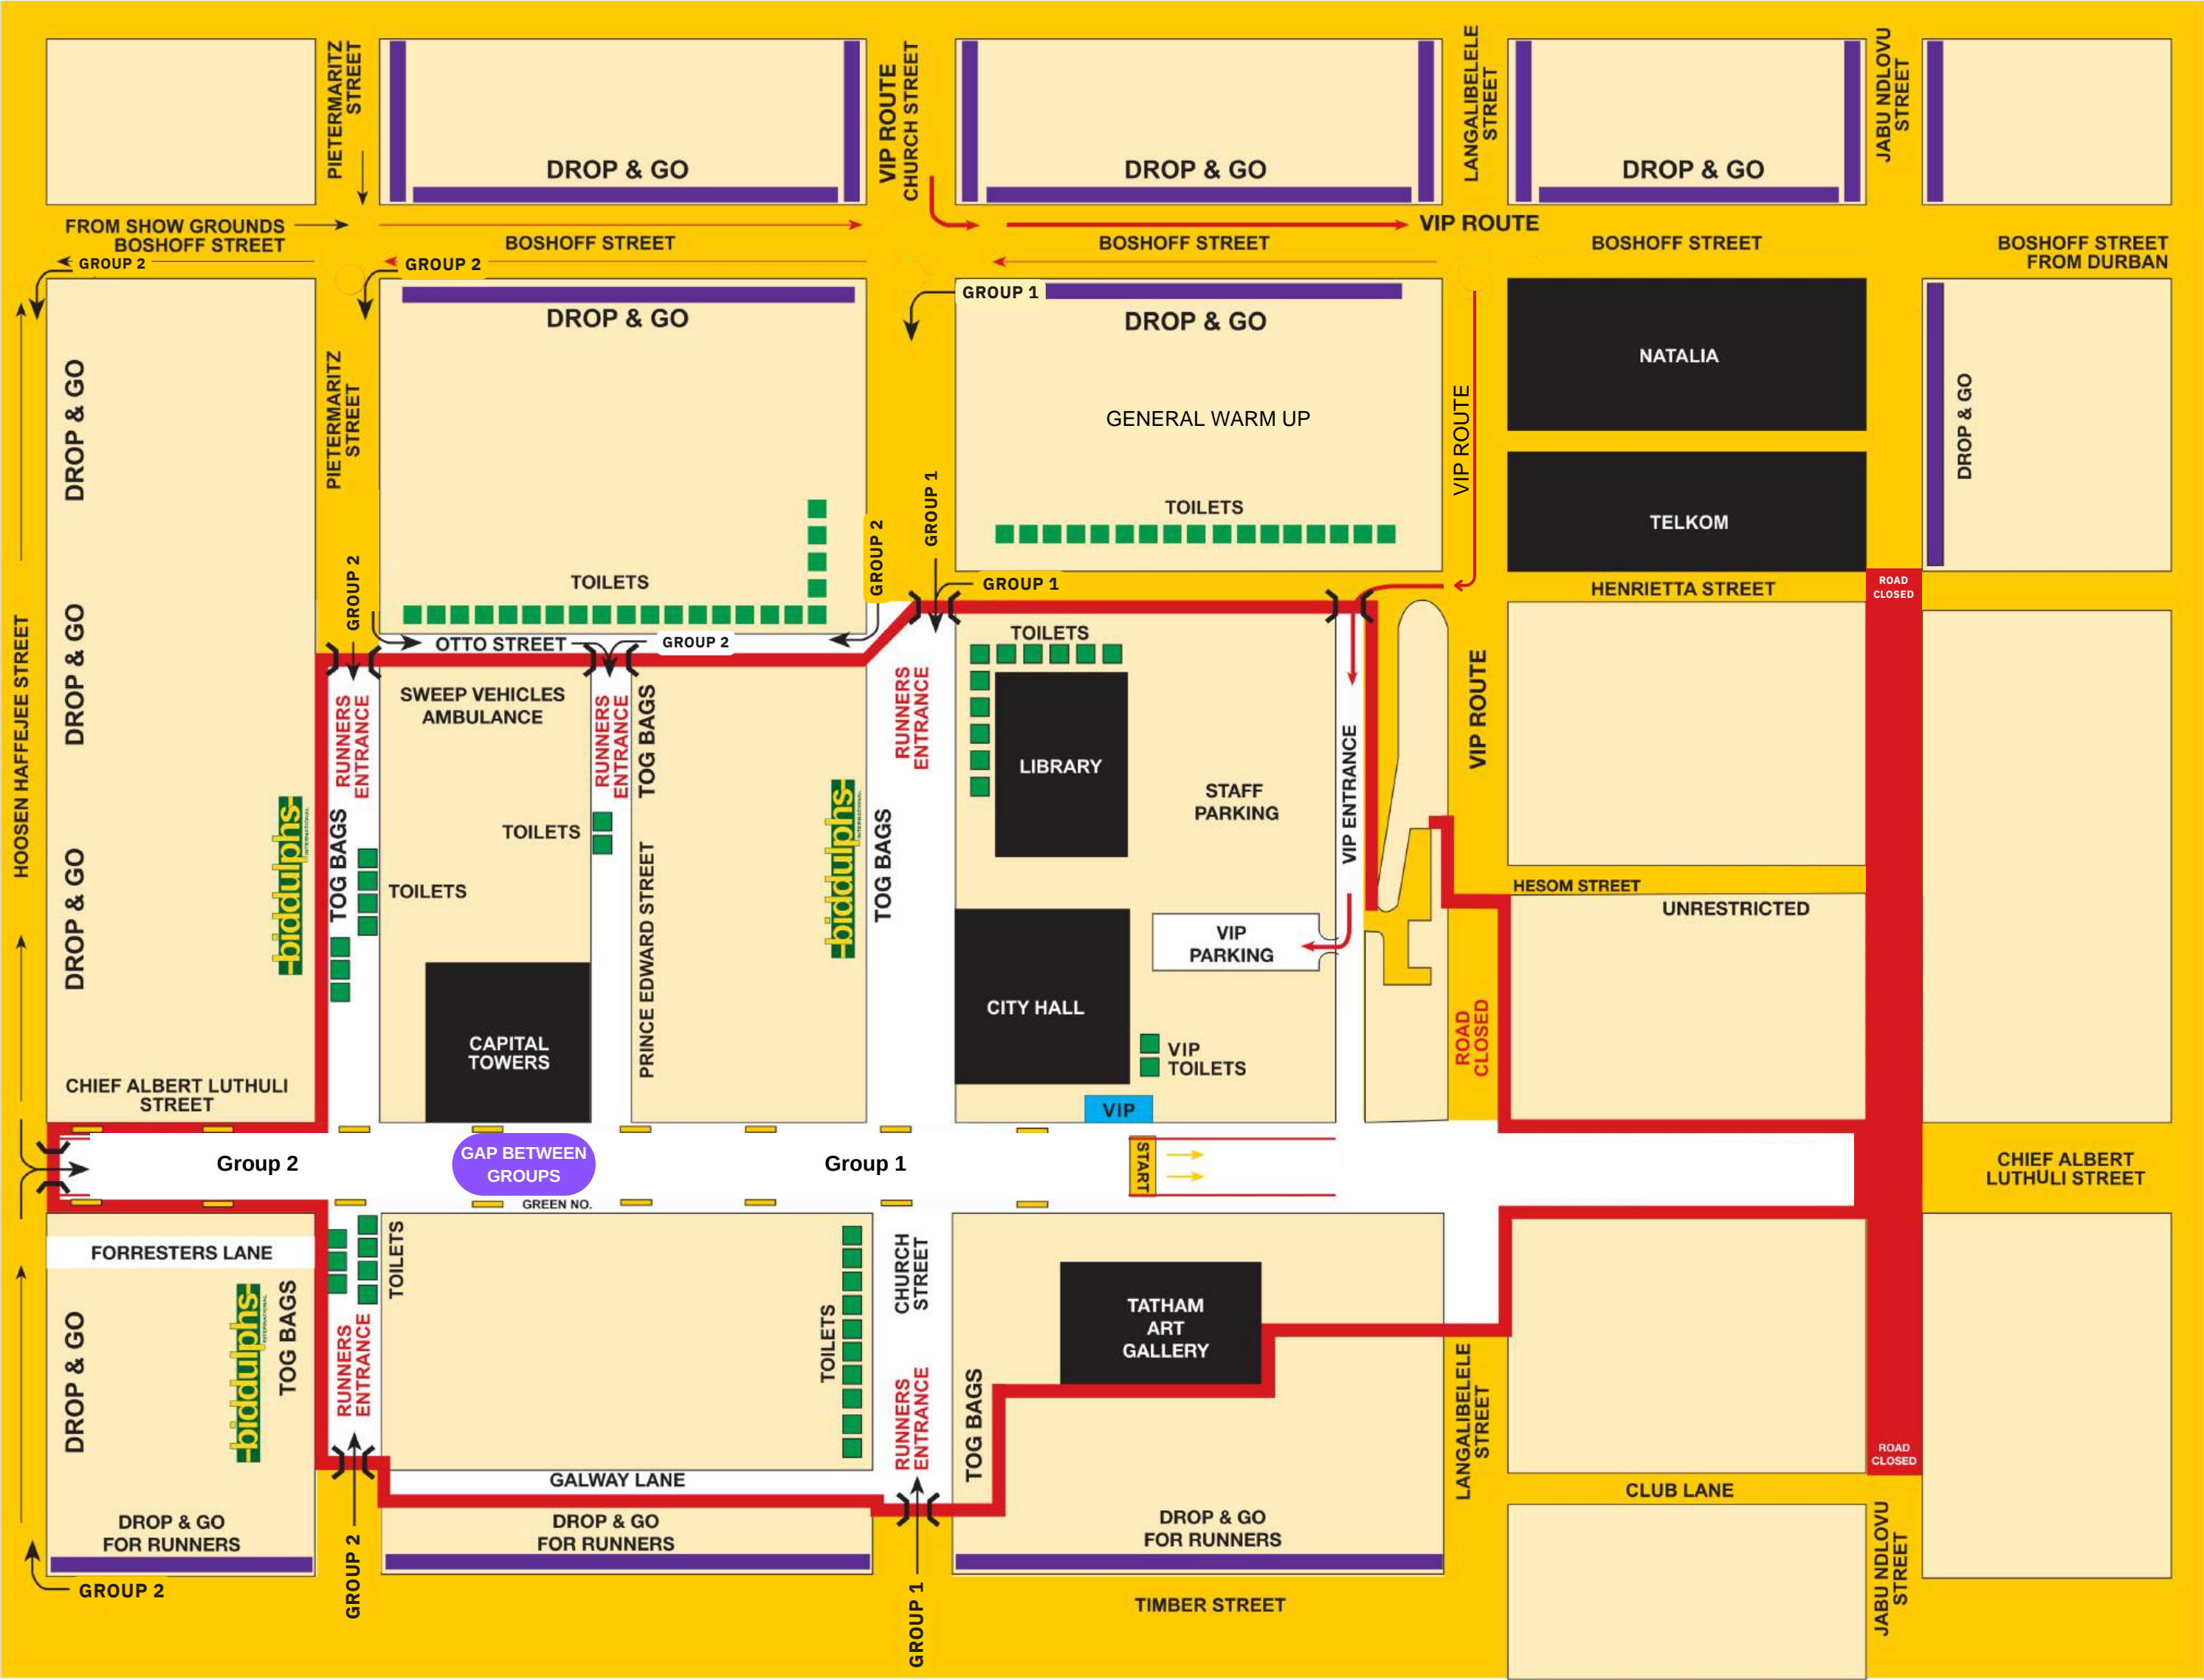 PIETERMARITZ
STREET
VIP ROUTE
CHURCH STREET
LANGALIBELELE
STREET
JABU NDLOVU
STREET
DROP & GO
DROP & GO
DROP & GO
FROM SHOW GROUNDS
BOSHOFF STREET
GROUP 2
BOSHOFF STREET
GROUP 2
BOSHOFF STREET
VIP ROUTE
BOSHOFF STREET
BOSHOFF STREET
FROM DURBAN
GROUP 1
DROP & GO
DROP & GO
GENERAL WARM UP
TOILETS
NATALIA
TELKOM
DROP & GO
VIP ROUTE
DROP & GO
PIETERMARITZ
STREET
HOOSEN HAFFEJEE STREET
DROP & GO
DROP & GO
TOILETS
GROUP 2
GROUP 2
GROUP 1
GROUP 1
HENRIETTA STREET
ROAD
CLOSED
OTTO STREET
GROUP 2
SWEEP VEHICLES
AMBULANCE
RUNNERS
ENTRANCE
RUNNERS
ENTRANCE
TOG BAGS
RUNNERS
ENTRANCE
TOILETS
LIBRARY
STAFF
PARKING
VIP ENTRANCE
VIP ROUTE
biddulphs
INTERNATIONAL
TOG BAGS
TOILETS
TOILETS
PRINCE EDWARD STREET
biddulphs
INTERNATIONAL
TOG BAGS
HESOM STREET
UNRESTRICTED
VIP
PARKING
CITY HALL
CAPITAL
TOWERS
VIP
TOILETS
VIP
ROAD
CLOSED
CHIEF ALBERT LUTHULI
STREET
Group 2
GAP BETWEEN
GROUPS
Group 1
START
GREEN NO.
CHIEF ALBERT
LUTHULI STREET
FORRESTERS LANE
DROP & GO
biddulphs
INTERNATIONAL
TOG BAGS
TOILETS
RUNNERS
ENTRANCE
TOILETS
CHURCH
STREET
RUNNERS
ENTRANCE
TOG BAGS
TATHAM
ART
GALLERY
LANGALIBELELE
STREET
ROAD
CLOSED
GALWAY LANE
CLUB LANE
DROP & GO
FOR RUNNERS
DROP & GO
FOR RUNNERS
DROP & GO
FOR RUNNERS
GROUP 2
GROUP 2
GROUP 1
TIMBER STREET
JABU NDLOVU
STREET